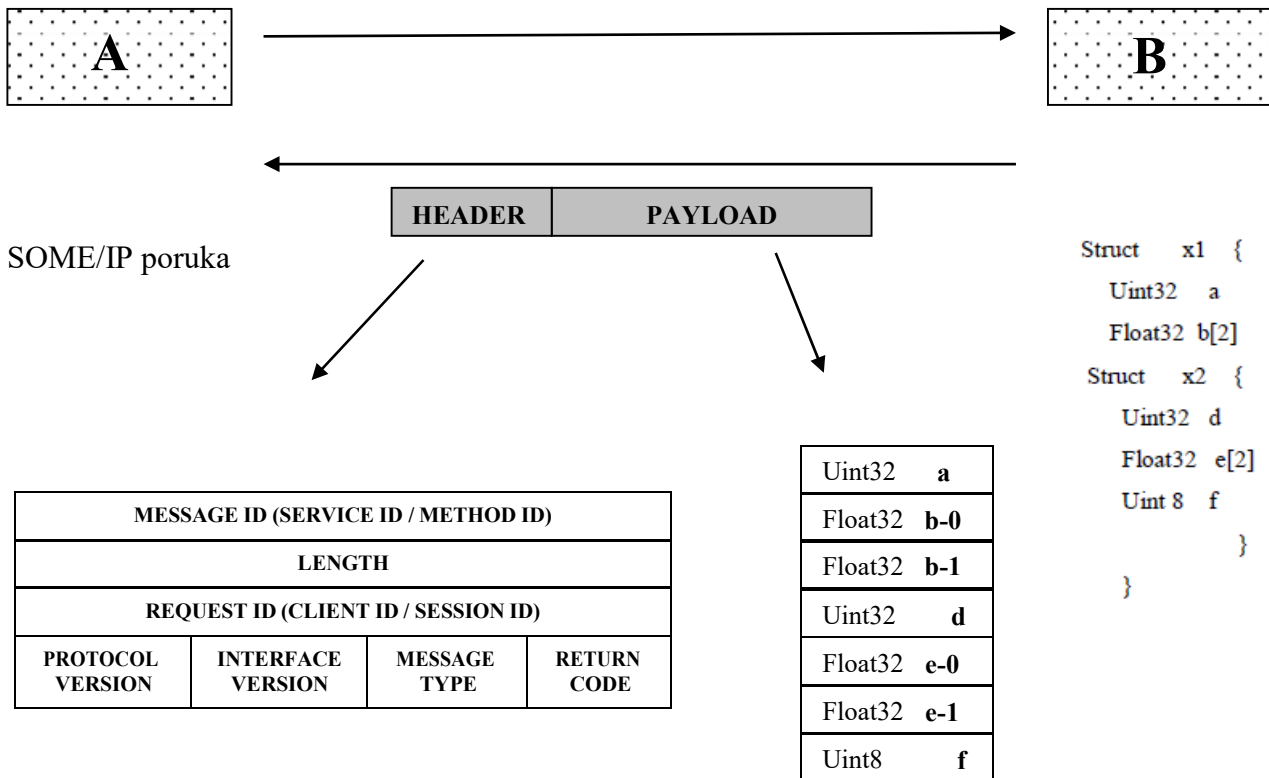 A
B
HEADER PAYLOAD
SOME/IP poruka
Struct x1 {
Uint32 a
Float32 b[2]
Struct x2 {
Uint32 d
Float32 e[2]
Uint 8 f
}
}
MESSAGE ID (SERVICE ID / METHOD ID)
LENGTH
REQUEST ID (CLIENT ID / SESSION ID)
PROTOCOL VERSION
INTERFACE VERSION
MESSAGE TYPE
RETURN CODE
Uint32 a
Float32 b-0
Float32 b-1
Uint32 d
Float32 e-0
Float32 e-1
Uint8 f